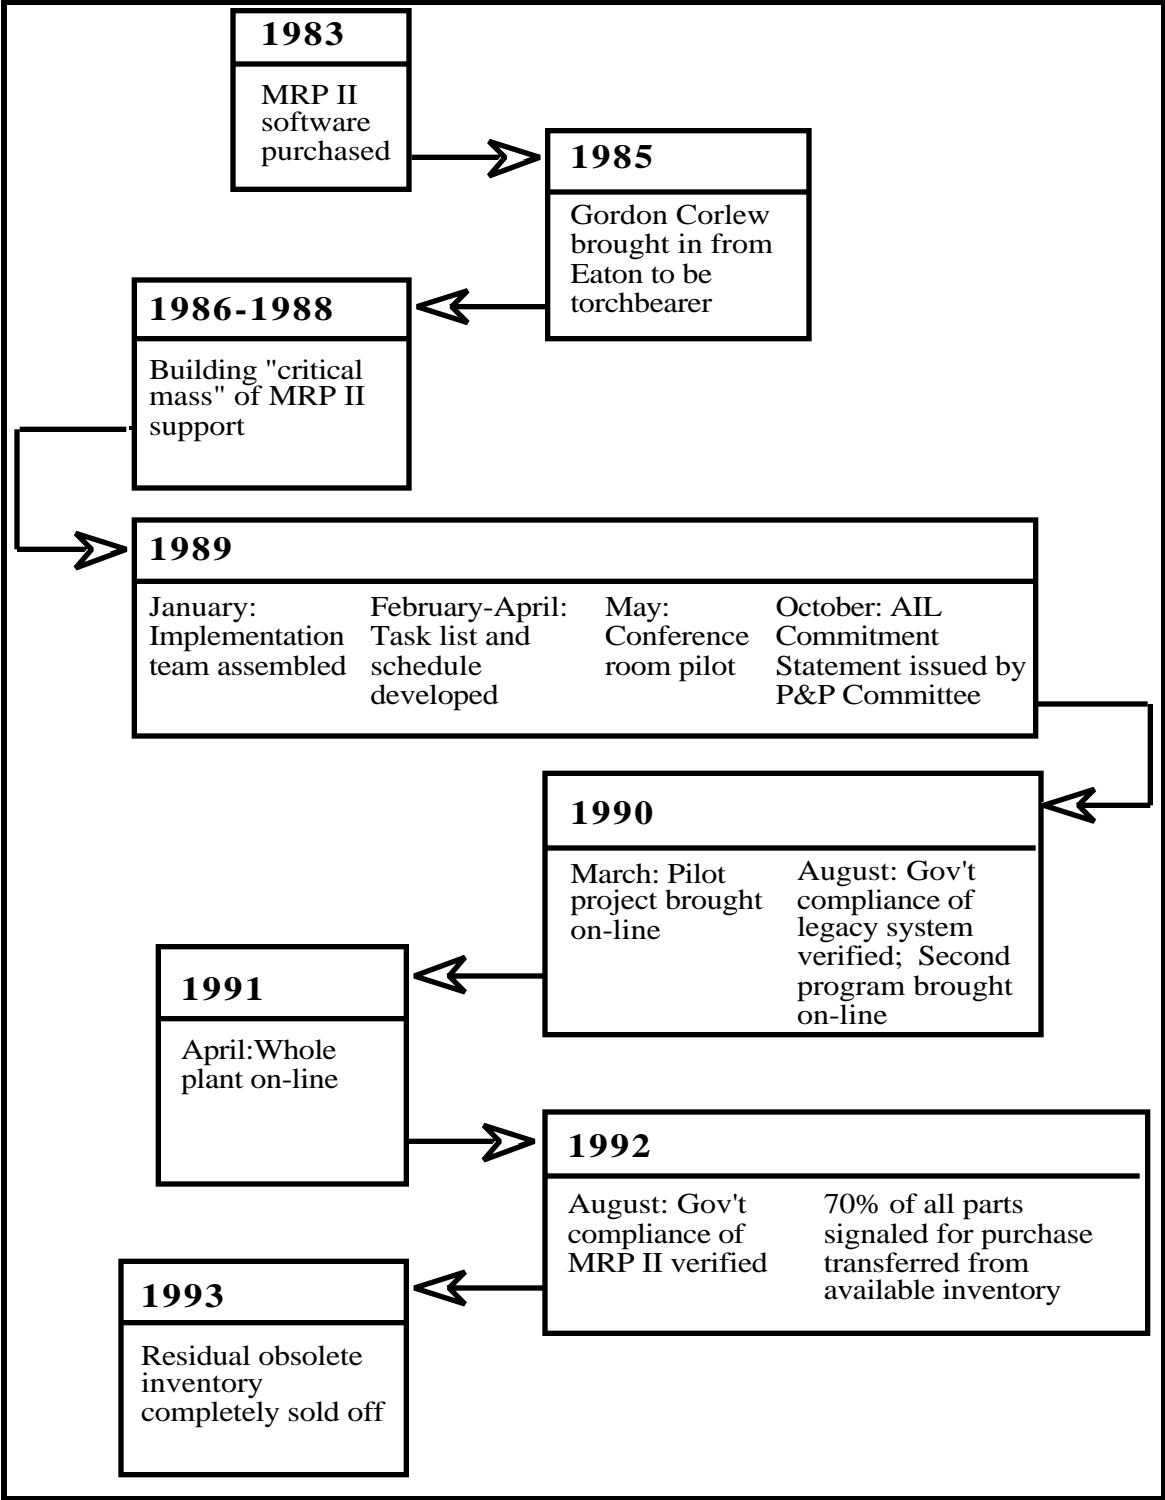 1983
MRP II
software
purchased
1985
Gordon Corlew
brought in from
Eaton to be
torchbearer
1986-1988
Building "critical
mass" of MRP II
support
1989
January:
Implementation
team assembled
February-April:
Task list and
schedule
developed
May:
Conference
room pilot
October: AIL
Commitment
Statement issued by
P&P Committee
1990
March: Pilot
project brought
on-line
August: Gov't
compliance of
legacy system
verified;  Second
program brought
on-line
1991
April:Whole
plant on-line
1992
August: Gov't
compliance of
MRP II verified
70% of all parts
signaled for purchase
transferred from
available inventory
1993
Residual obsolete
inventory
completely sold off